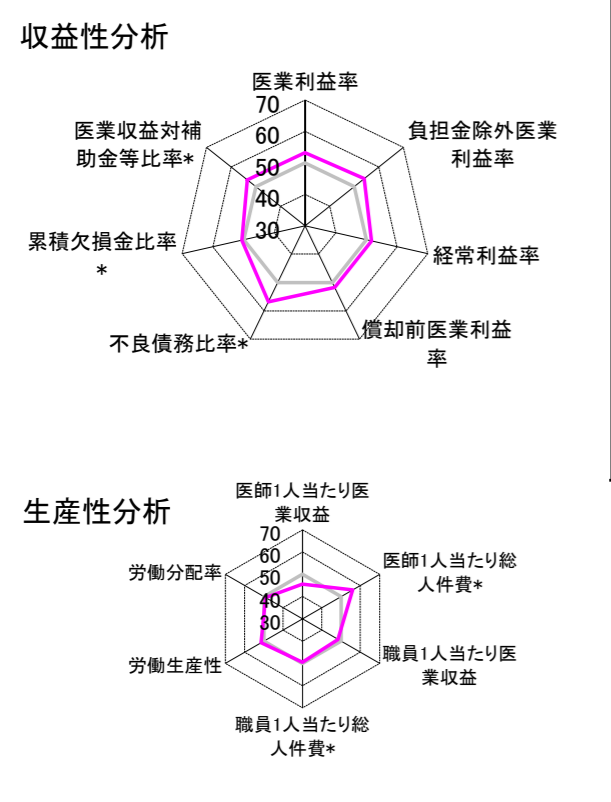 収益性分析
医業利益率
70
60
50
40
30
負担金除外医業
利益率
経常利益率
償却前医業利益
率
不良債務比率*
累積欠損金比率
*
医業収益対補
助金等比率*
生産性分析
医師1人当たり医
業収益
70
60
50
40
30
医師1人当たり総
人件費*
職員1人当たり医
業収益
職員1人当たり総
人件費*
労働生産性
労働分配率